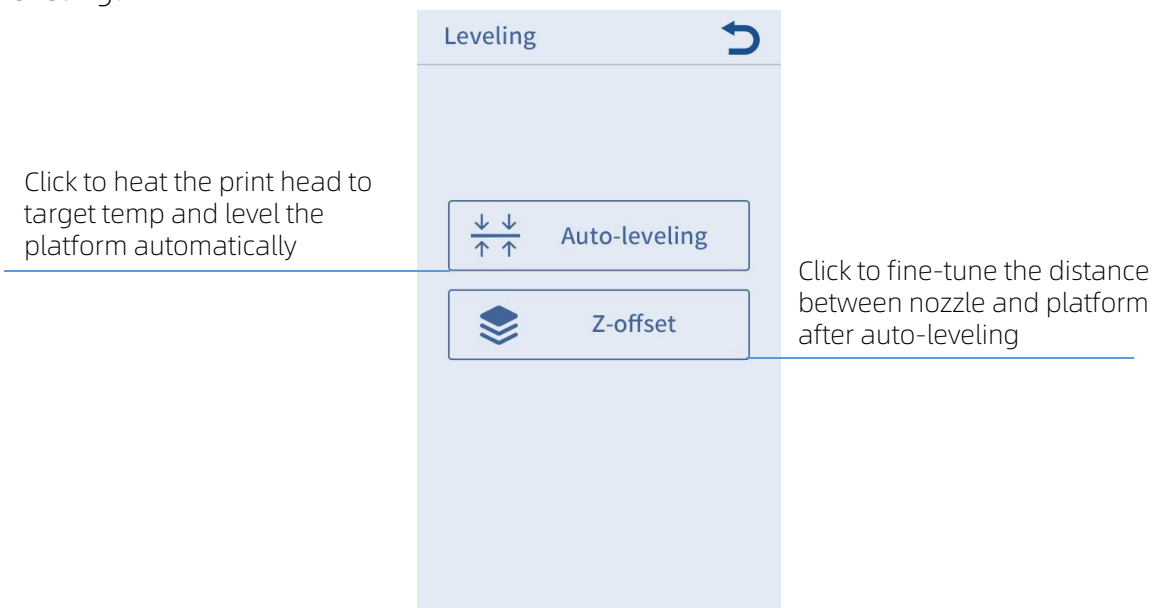 Leveling
Click to heat the print head to
target temp and level the
platform automatically
Auto-leveling
Click to fine-tune the distance
between nozzle and platform
after auto-leveling
Z-offset